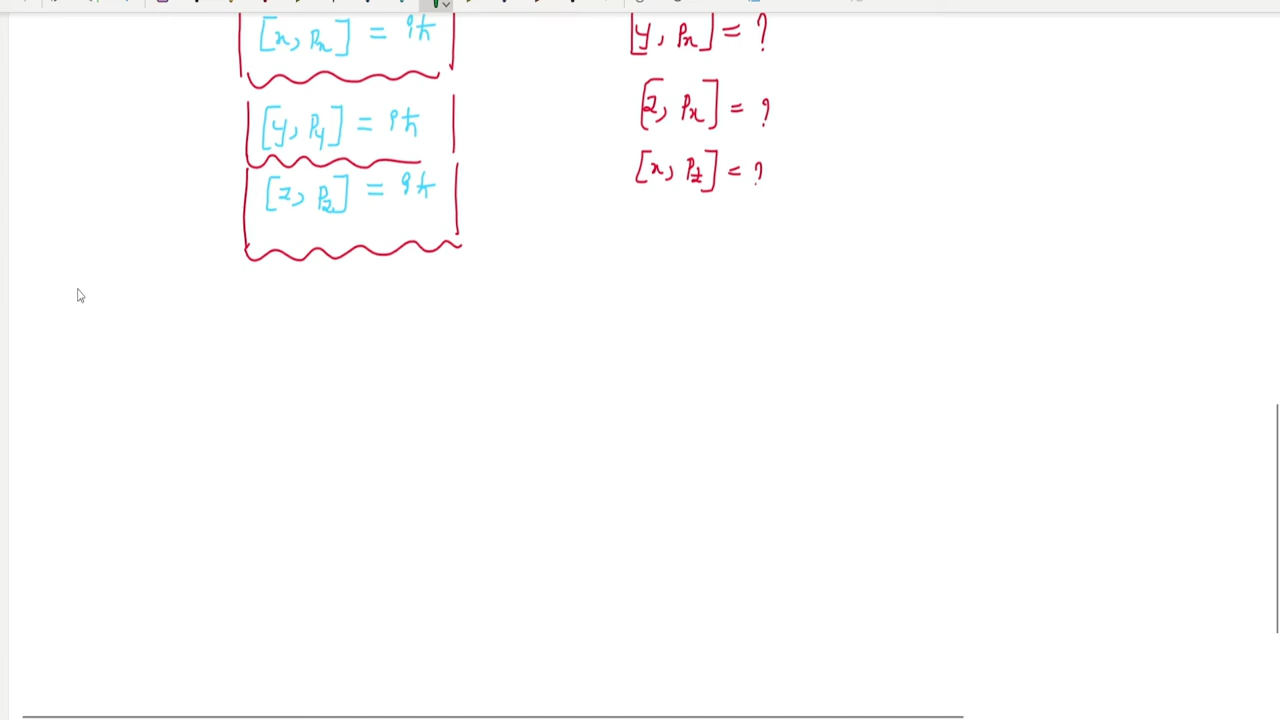 [x, Px] = iħ
[y, Py] = iħ
[z, Pz] = iħ
[y, Px] = ?
[z, Px] = ?
[x, Pz] = ?